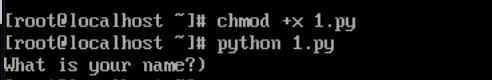 [root@localhost ~]# chmod +x 1.py
[root@localhost ~]# python 1.py
What is your name?)